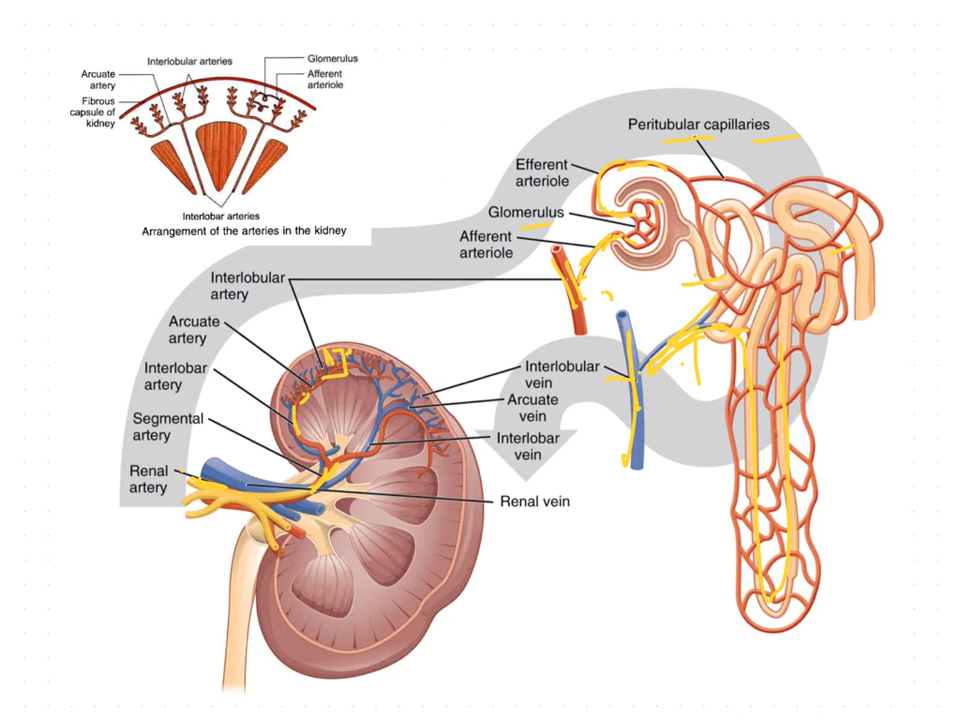 Interlobular arteries
Glomerulus
Arcuate
artery
Afferent
arteriole
Fibrous
capsule of
kidney
Interlobar arteries
Arrangement of the arteries in the kidney
Peritubular capillaries
Efferent
arteriole
Glomerulus
Afferent
arteriole
Interlobular
artery
Arcuate
artery
Interlobar
artery
Segmental
artery
Renal
artery
Interlobular
vein
Arcuate
vein
Interlobar
vein
Renal vein